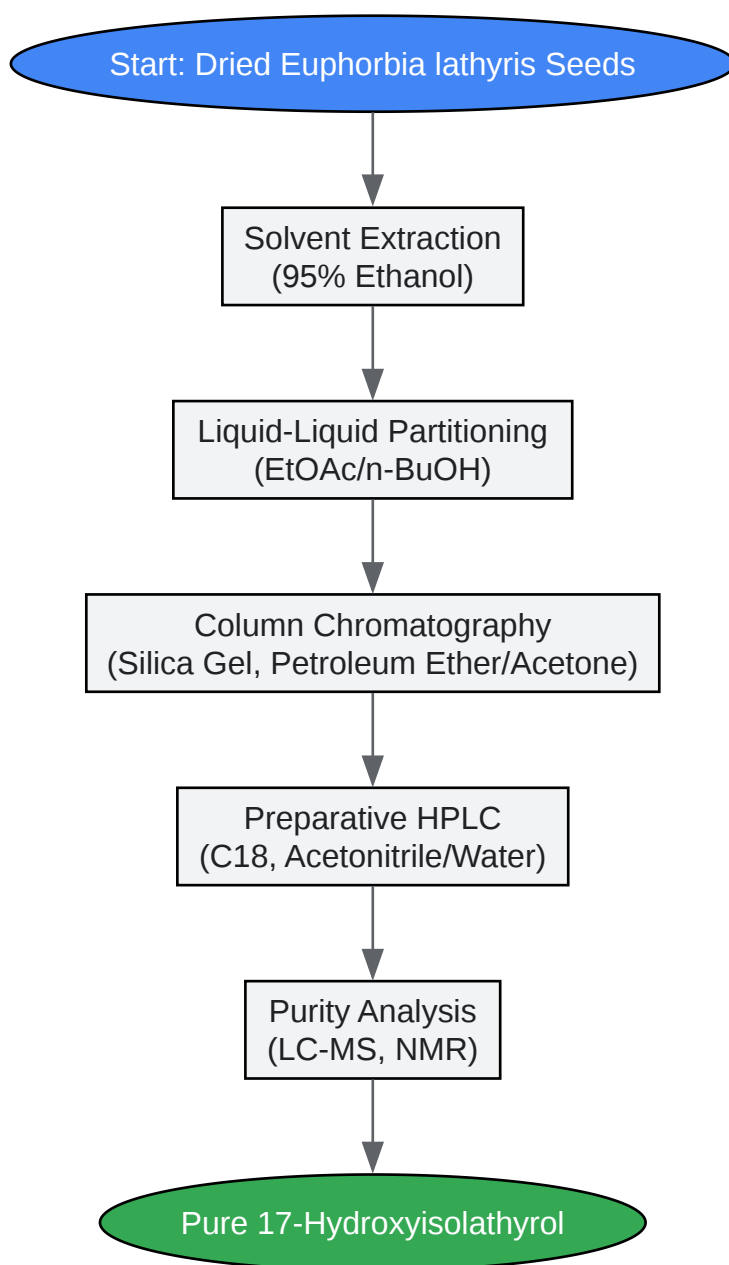 Start: Dried Euphorbia lathyris Seeds
Solvent Extraction
(95% Ethanol)
Liquid-Liquid Partitioning
(EtOAc/n-BuOH)
Column Chromatography
(Silica Gel, Petroleum Ether/Acetone)
Preparative HPLC
(C18, Acetonitrile/Water)
Purity Analysis
(LC-MS, NMR)
Pure 17-Hydroxyisolathyrol